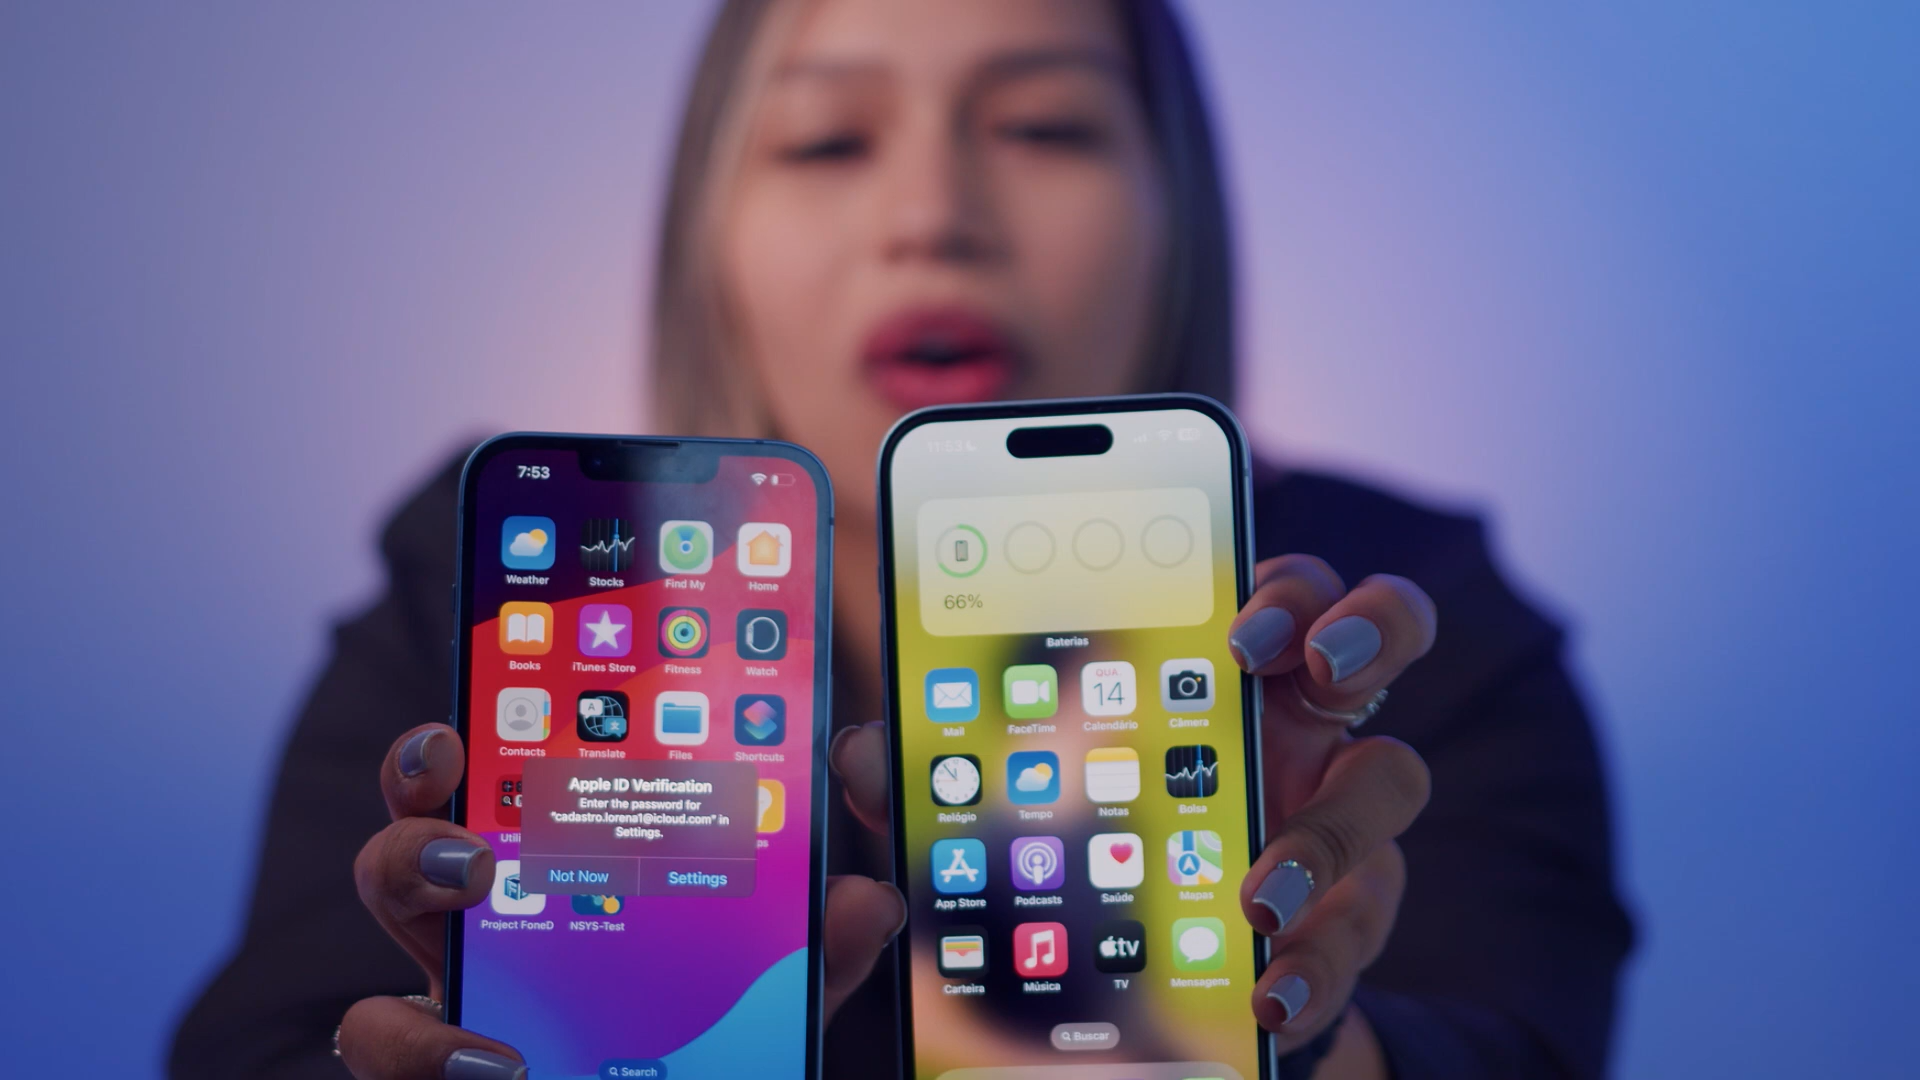 7:53
Weather Stocks Find My Home
Books iTunes Store Fitness Watch
Contacts Translate Files Shortcuts
Apple ID Verification
Enter the password for
"cadastro.lorena1@icloud.com" in
Settings.
Not Now Settings
Project FoneD NSYS-Test
Search
11:53
66%
Baterias
QUA.
14
Mail FaceTime Calendário Câmera
Relógio Tempo Notas Bolsa
App Store Podcasts Saúde Mapas
tv
Carteira Música TV Mensagens
Buscar